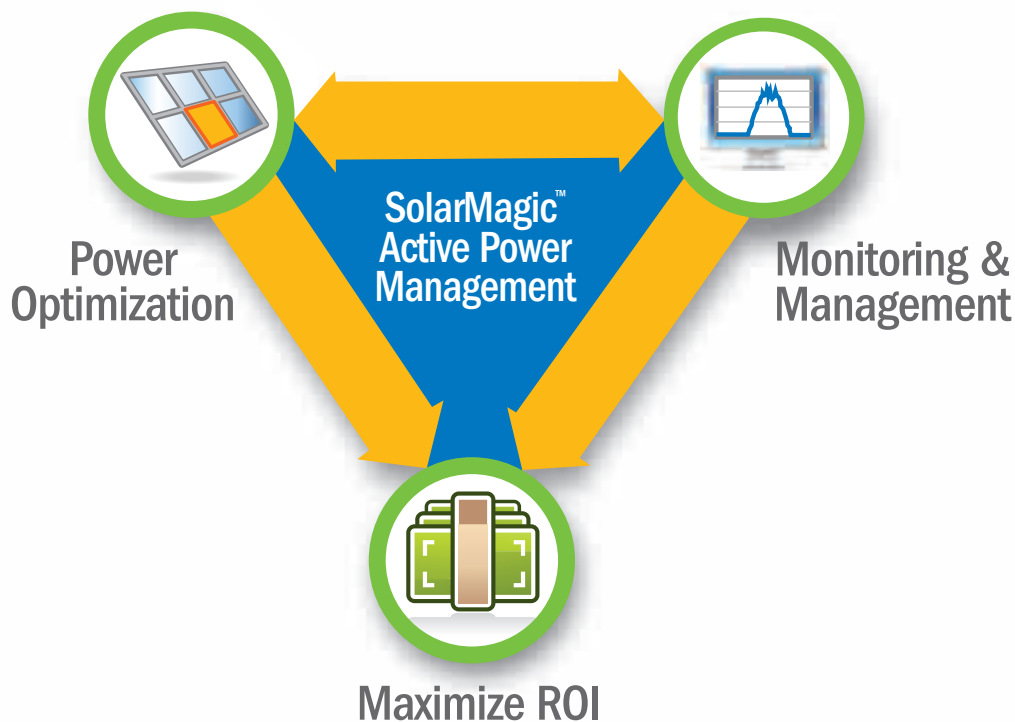 SolarMagic™
Active Power
Management
Power
Optimization
Monitoring &
Management
Maximize ROI